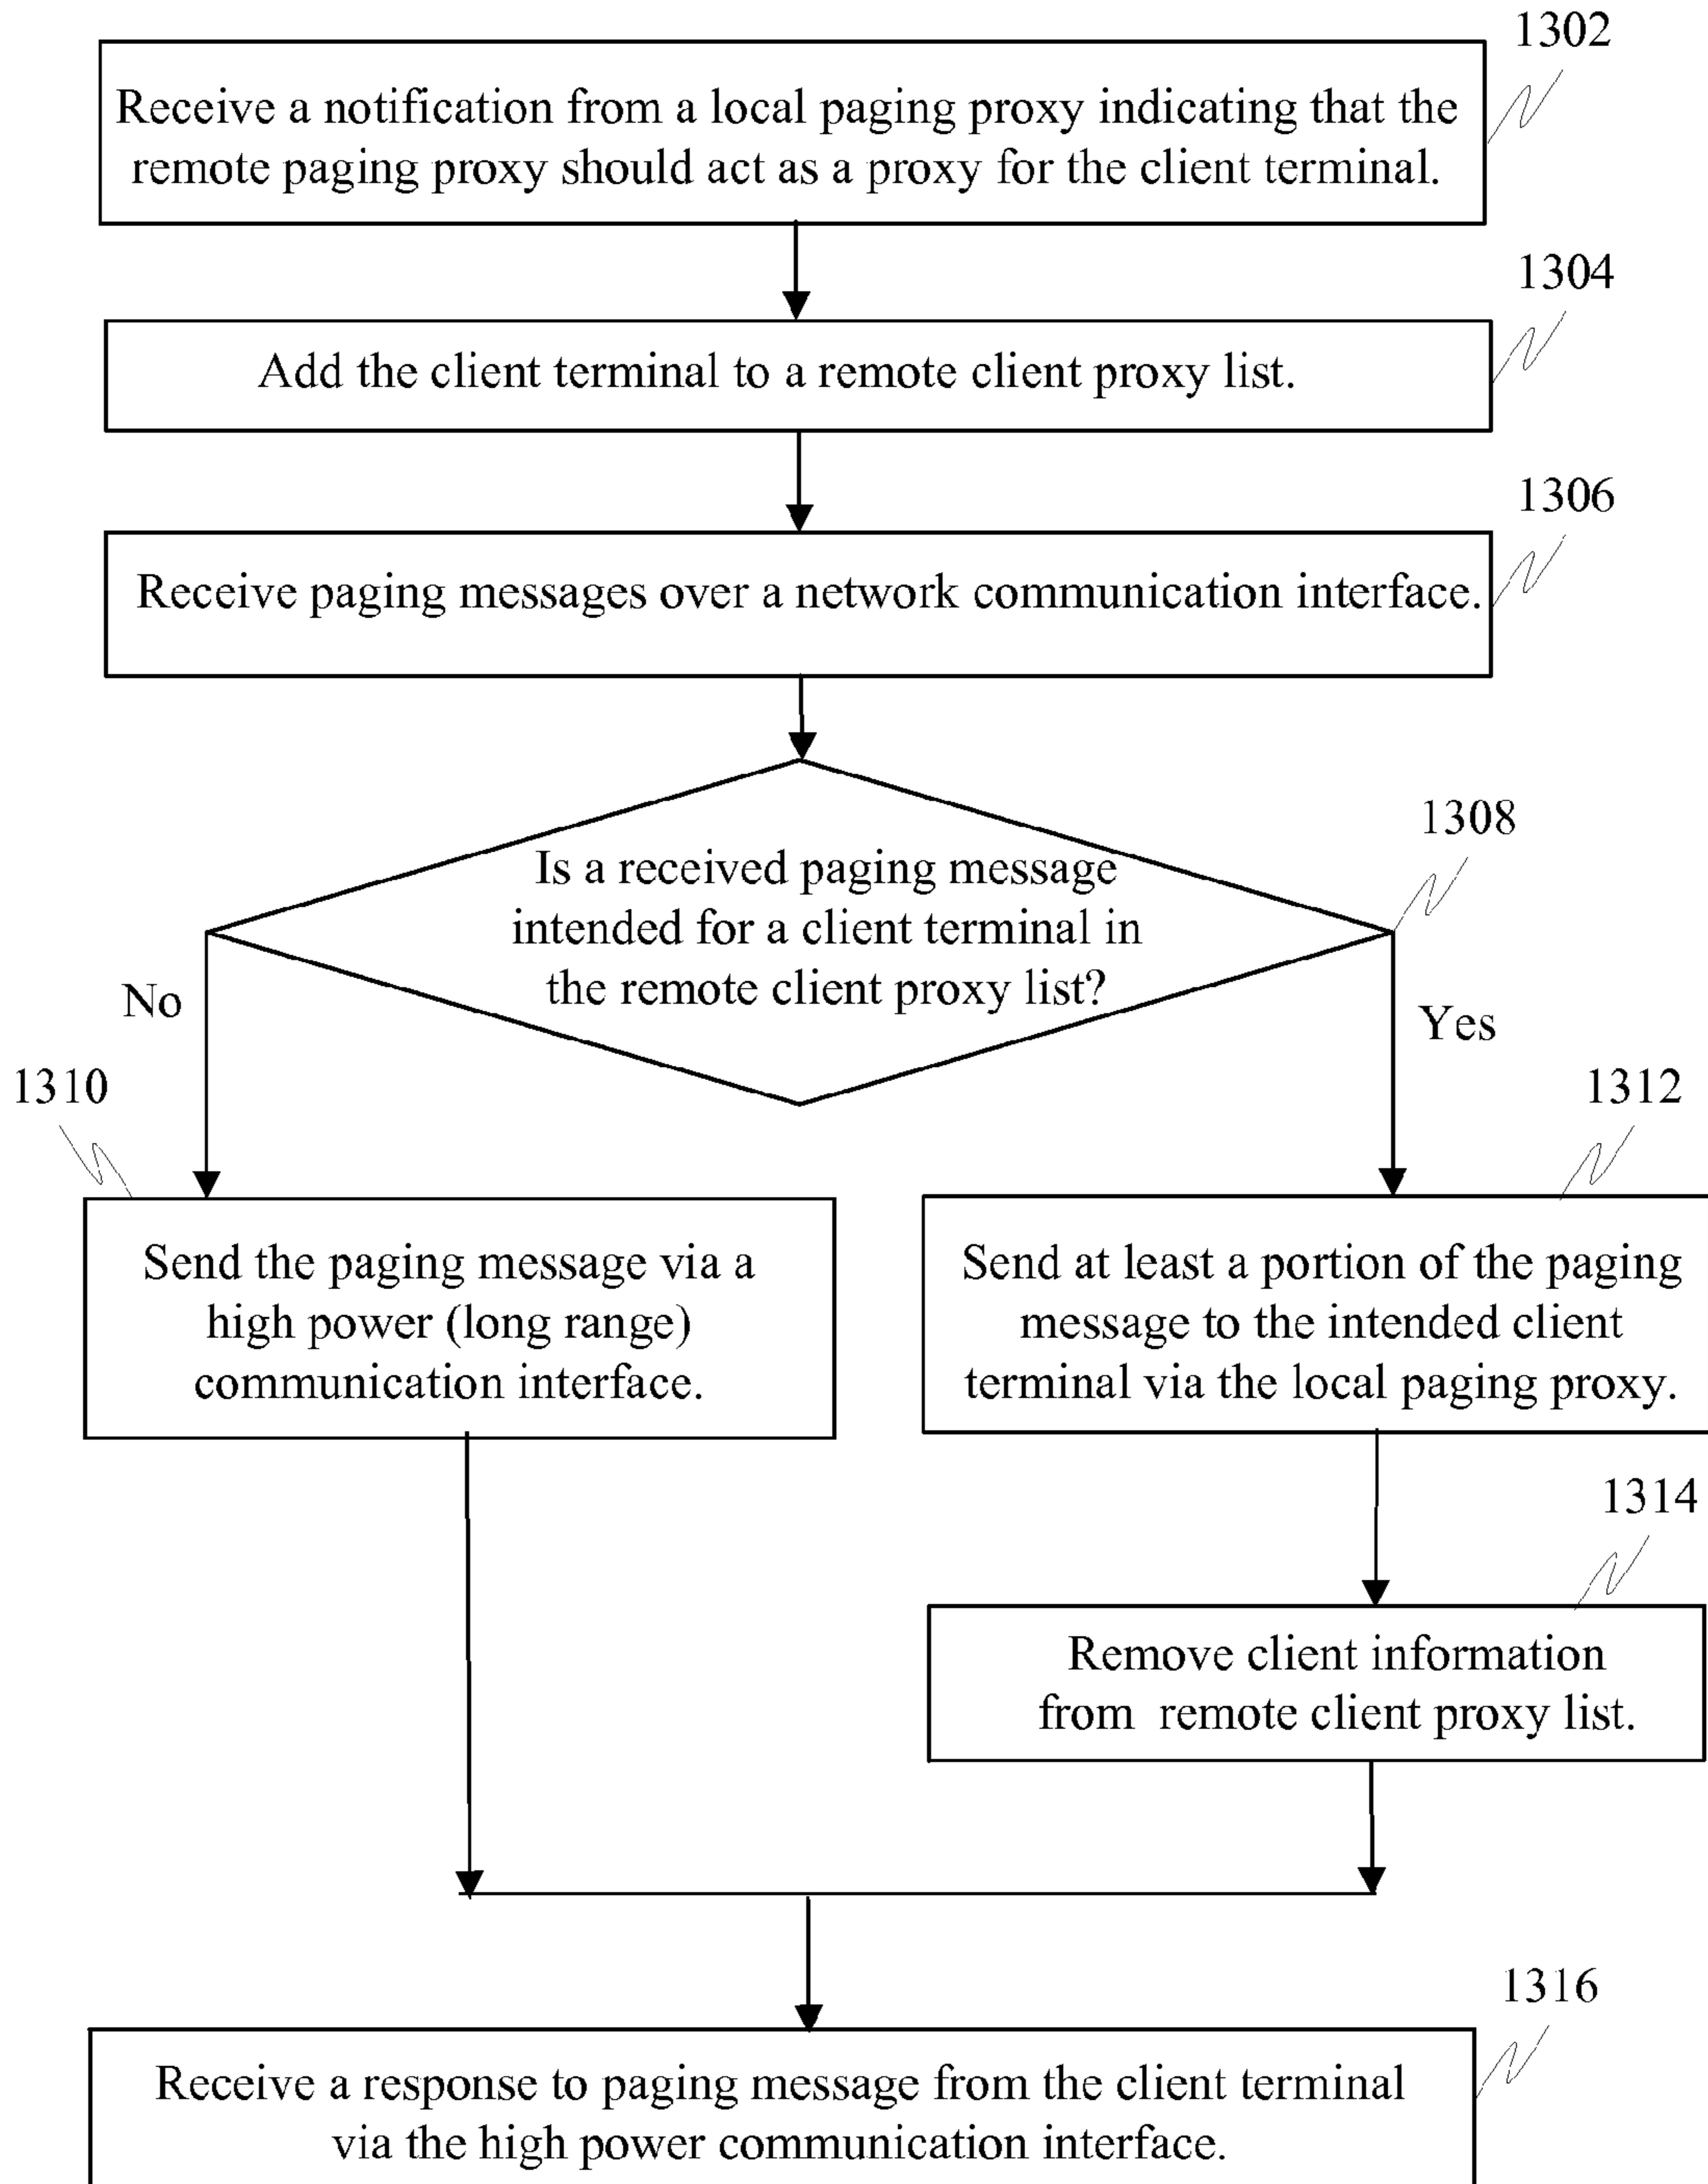 1302
Receive a notification from a local paging proxy indicating that the
remote paging proxy should act as a proxy for the client terminal.
1304
Add the client terminal to a remote client proxy list.
1306
Receive paging messages over a network communication interface.
1308
Is a received paging message
intended for a client terminal in
the remote client proxy list?
No
Yes
1310
1312
Send the paging message via a
high power (long range)
communication interface.
Send at least a portion of the paging
message to the intended client
terminal via the local paging proxy.
1314
Remove client information
from remote client proxy list.
1316
Receive a response to paging message from the client terminal
via the high power communication interface.